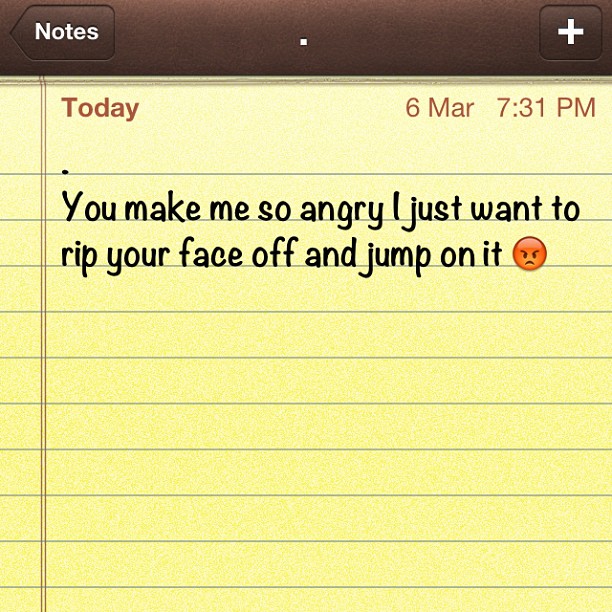 Notes . +
Today 6 Mar 7:31 PM
.
You make me so angry I just want to
rip your face off and jump on it 😡